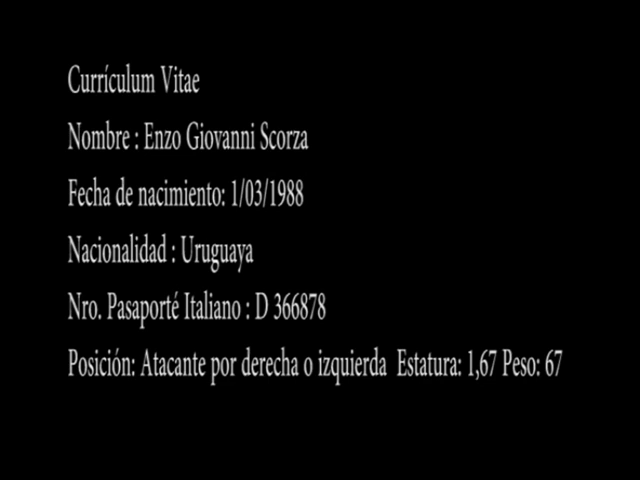 Currículum Vitae
Nombre : Enzo Giovanni Scorza
Fecha de nacimiento: 1/03/1988
Nacionalidad : Uruguaya
Nro. Pasaporté Italiano : D 366878
Posición: Atacante por derecha o izquierda Estatura: 1,67 Peso: 67